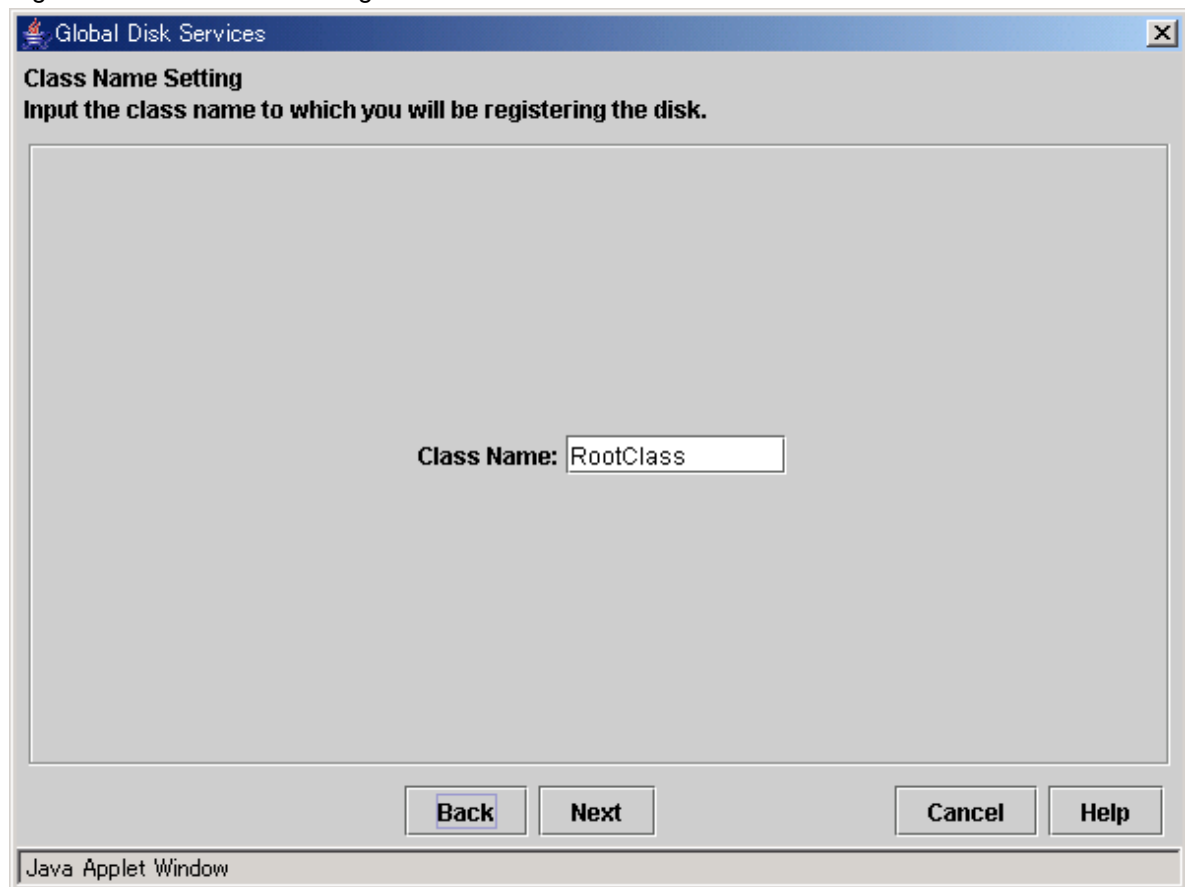 Global Disk Services
Class Name Setting
Input the class name to which you will be registering the disk.
Class Name: RootClass
Back Next Cancel Help
Java Applet Window